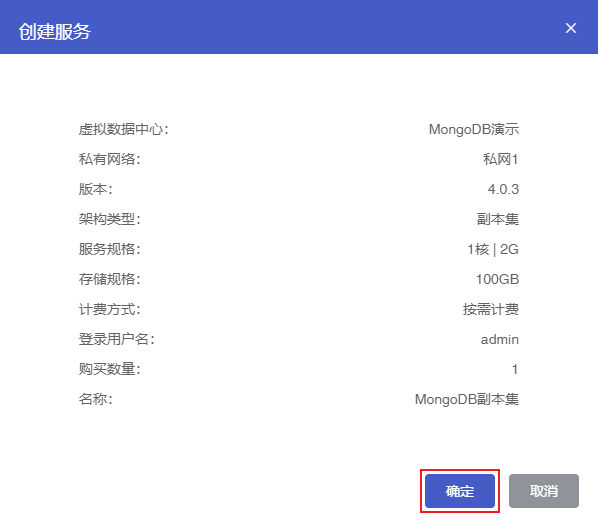 创建服务
虚拟数据中心： MongoDB演示
私有网络： 私网1
版本： 4.0.3
架构类型： 副本集
服务规格： 1核 | 2G
存储规格： 100GB
计费方式： 按需计费
登录用户名： admin
购买数量： 1
名称： MongoDB副本集
确定 取消